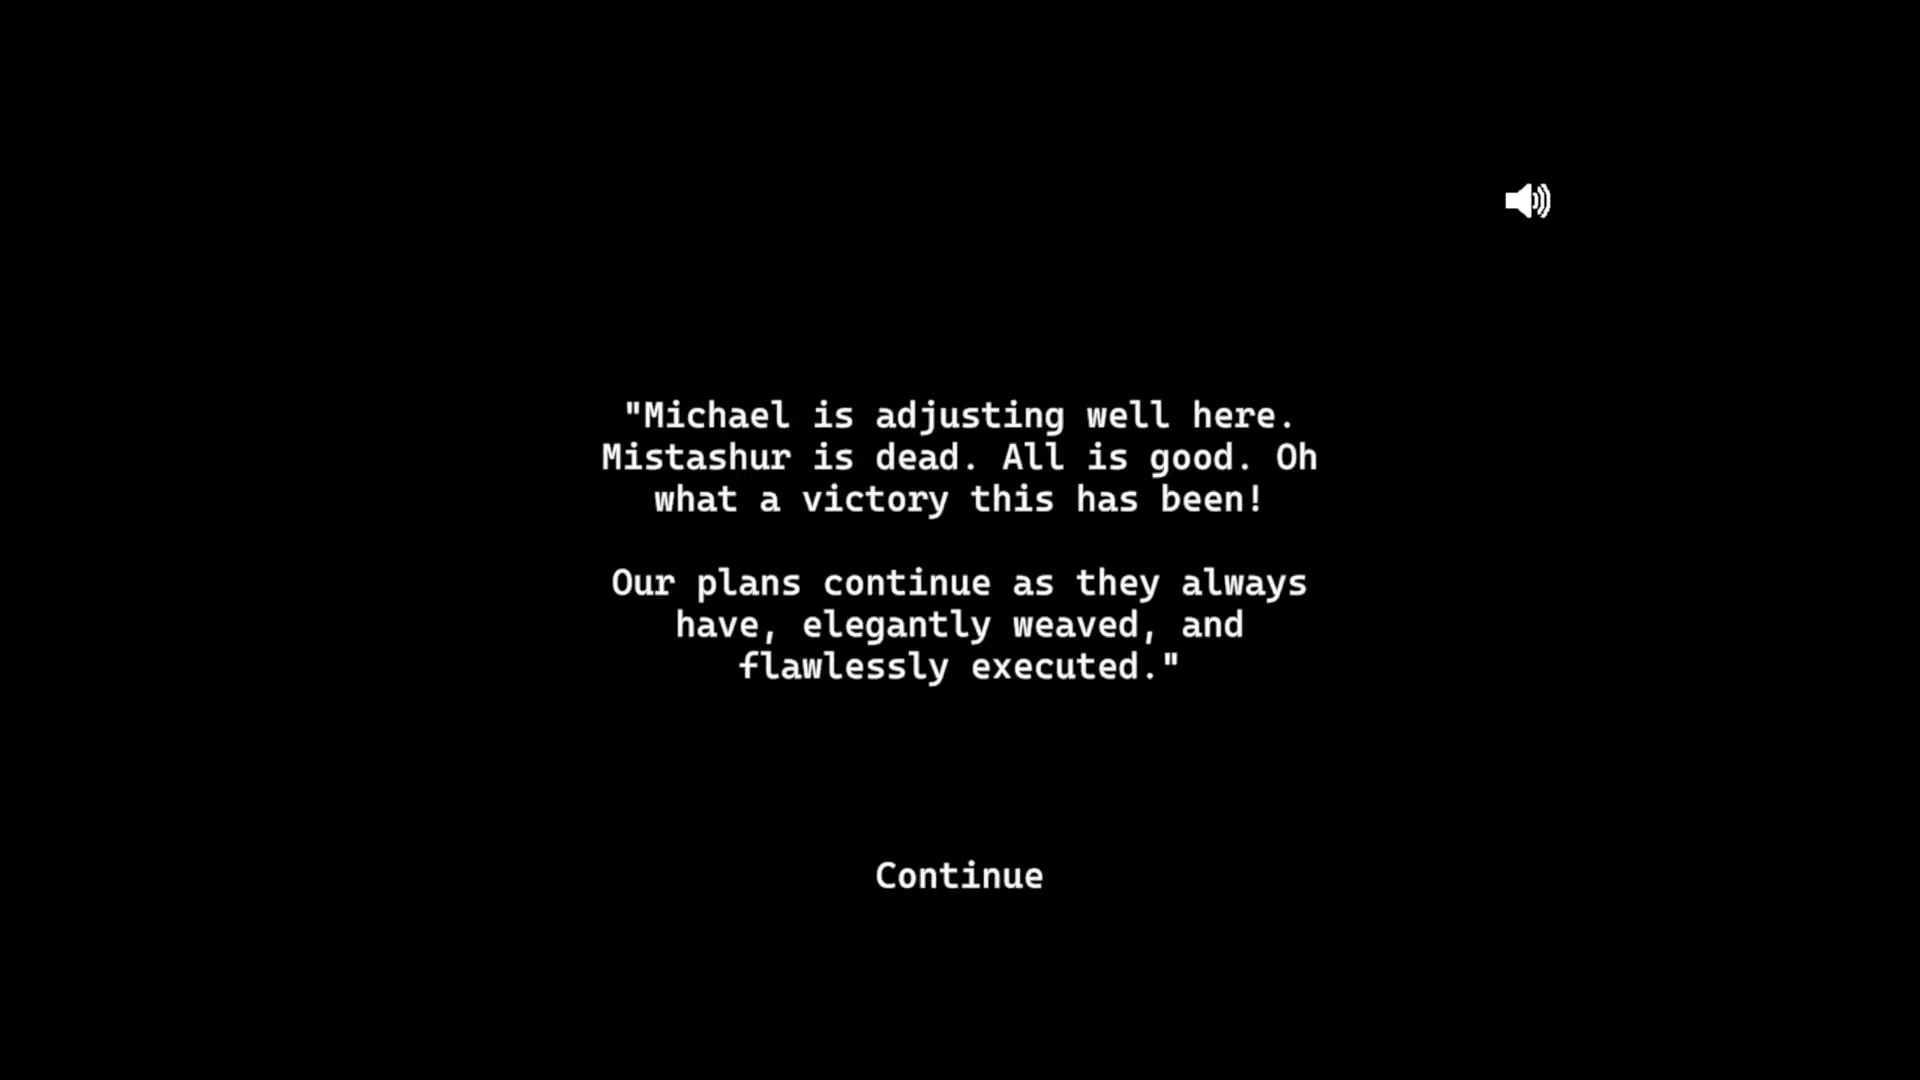 "Michael is adjusting well here.
Mistashur is dead. All is good. Oh
what a victory this has been!
Our plans continue as they always
have, elegantly weaved, and
flawlessly executed."
Continue